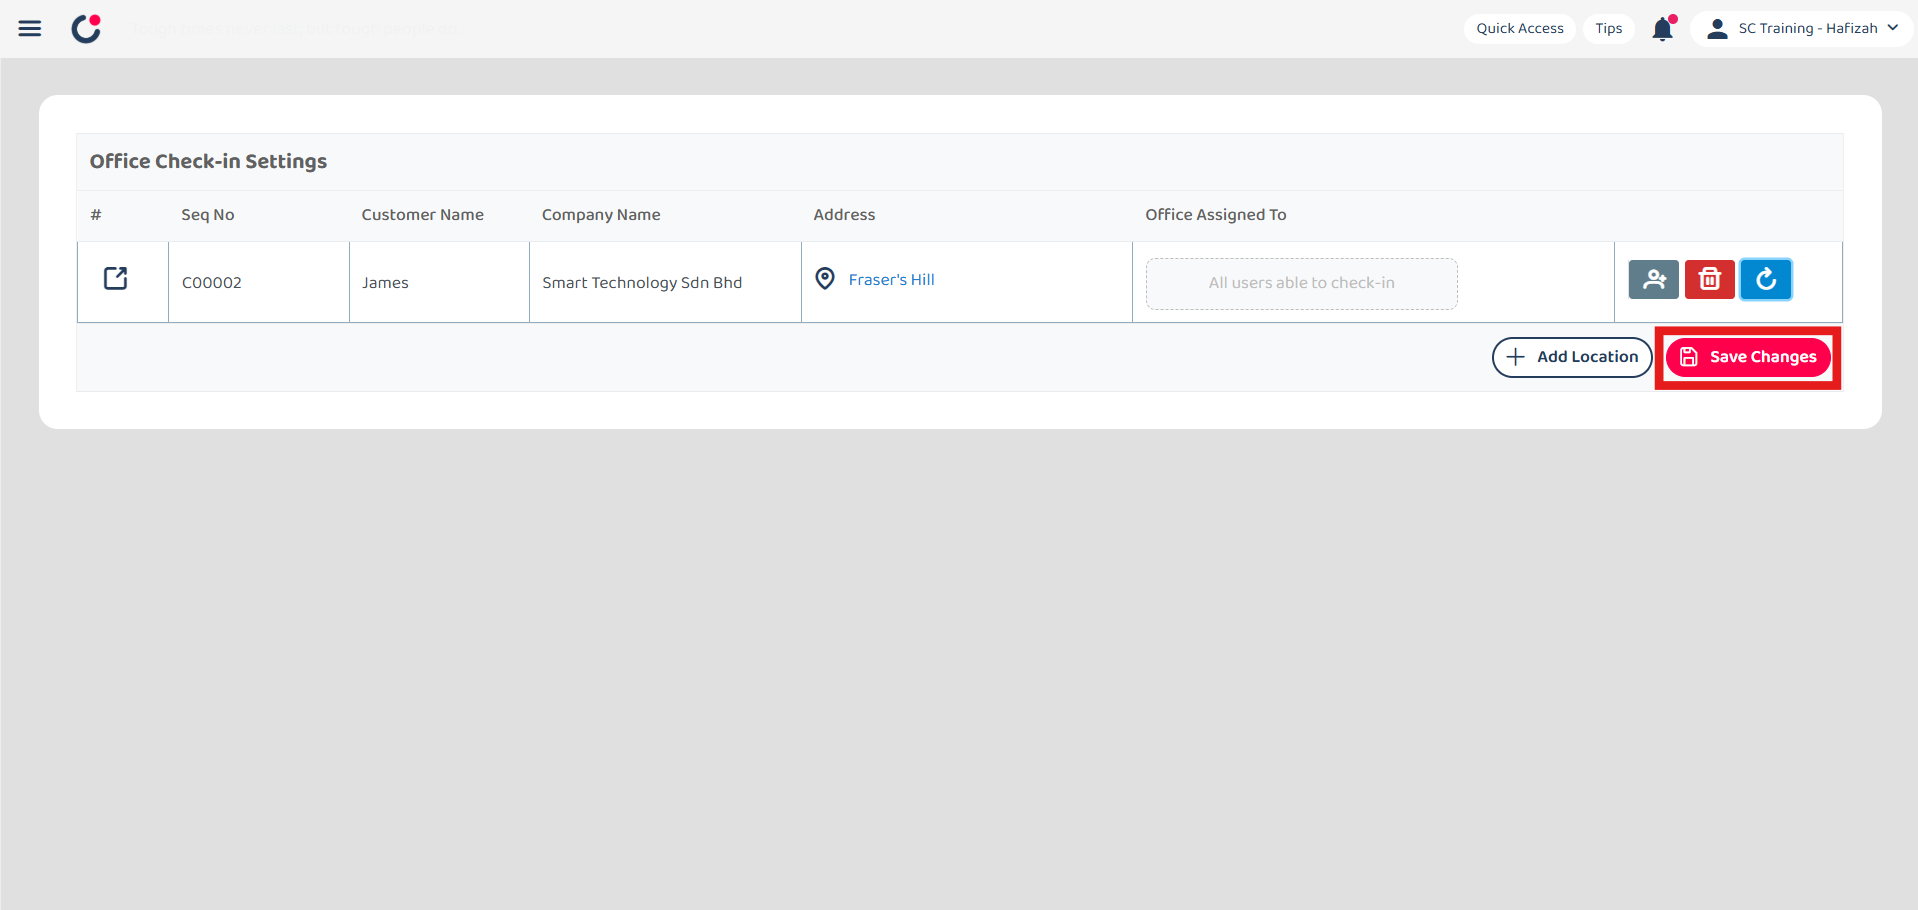 Quick Access
Tips
SC Training - Hafizah
Office Check-in Settings
# Seq No Customer Name Company Name Address Office Assigned To
C00002 James Smart Technology Sdn Bhd Fraser's Hill All users able to check-in
Add Location
Save Changes